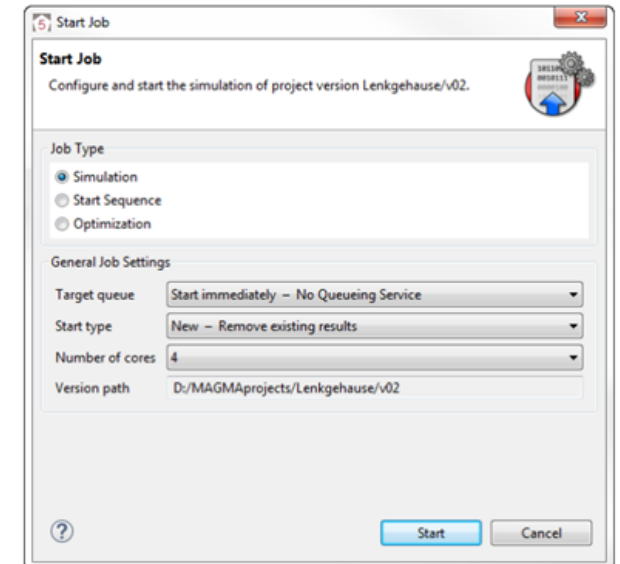 5 Start Job
Start Job
Configure and start the simulation of project version Lenkgehause/v02.
Job Type
Simulation
Start Sequence
Optimization
General Job Settings
Target queue Start immediately – No Queueing Service
Start type New – Remove existing results
Number of cores 4
Version path D:/MAGMAprojects/Lenkgehause/v02
? Start Cancel